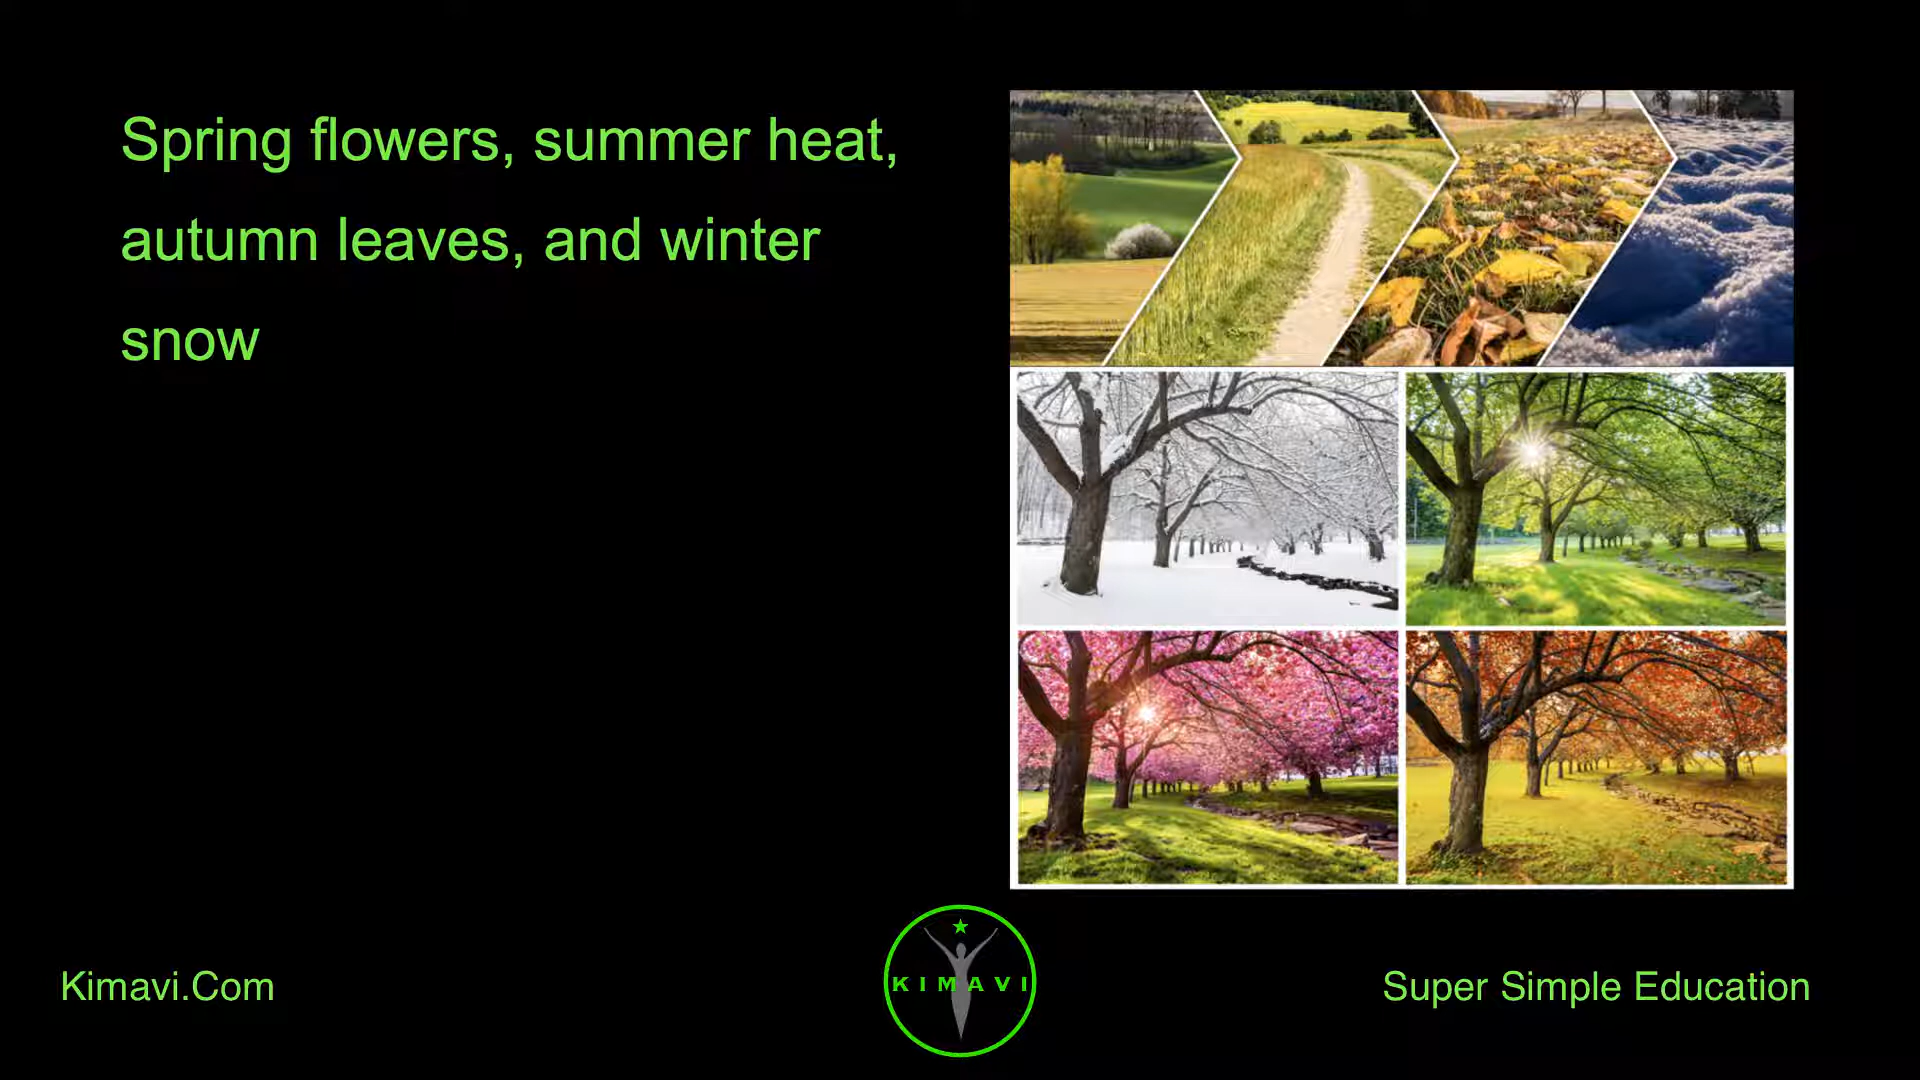 Spring flowers, summer heat,
autumn leaves, and winter
snow
KIMAVI
Kimavi.Com
Super Simple Education